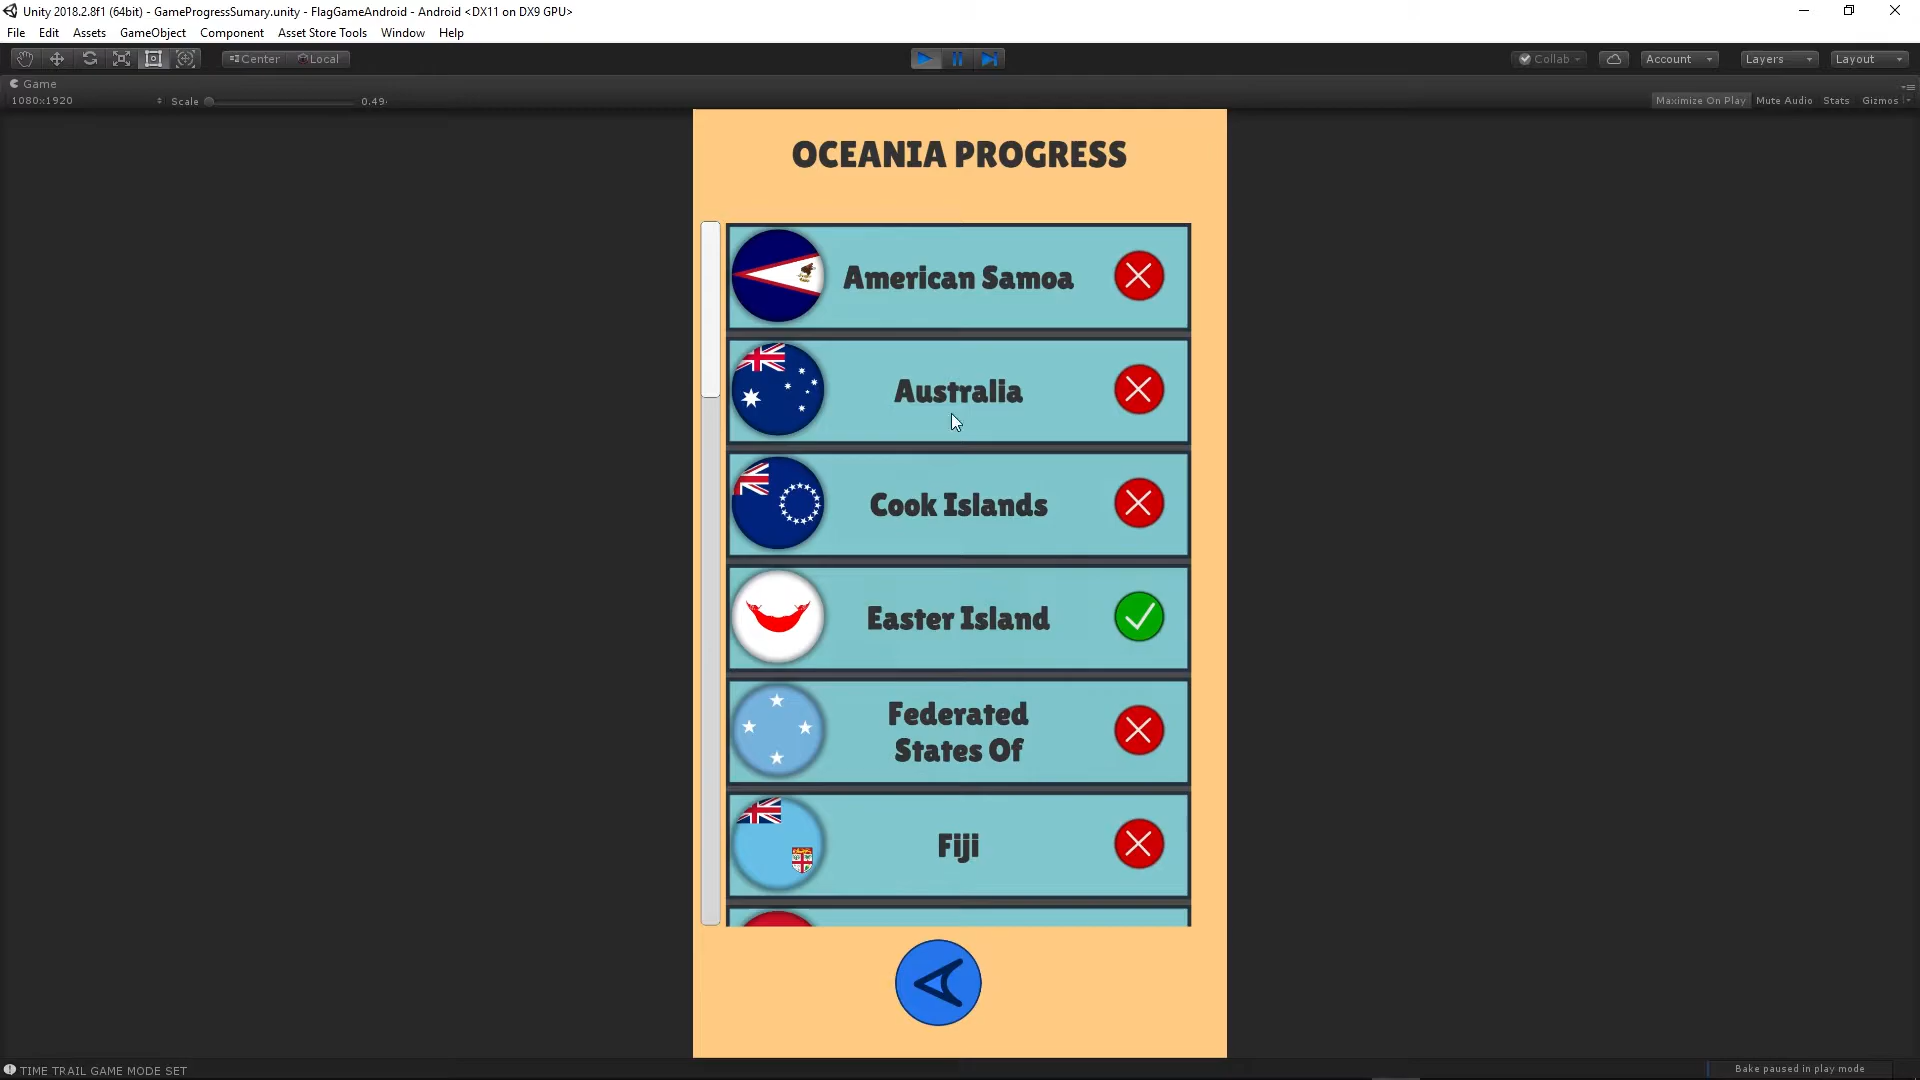 Unity 2018.2.8f1 (64bit) - GameProgressSumary.unity - FlagGameAndroid - Android <DX11 on DX9 GPU>
File Edit Assets GameObject Component Asset Store Tools Window Help
Center Local Collab Account Layers Layout
Game
1080x1920 Scale 0.49 Maximize On Play Mute Audio Stats Gizmos
OCEANIA PROGRESS
American Samoa
Australia
Cook Islands
Easter Island
Federated
States Of
Fiji
TIME TRAIL GAME MODE SET
Bake paused in play mode